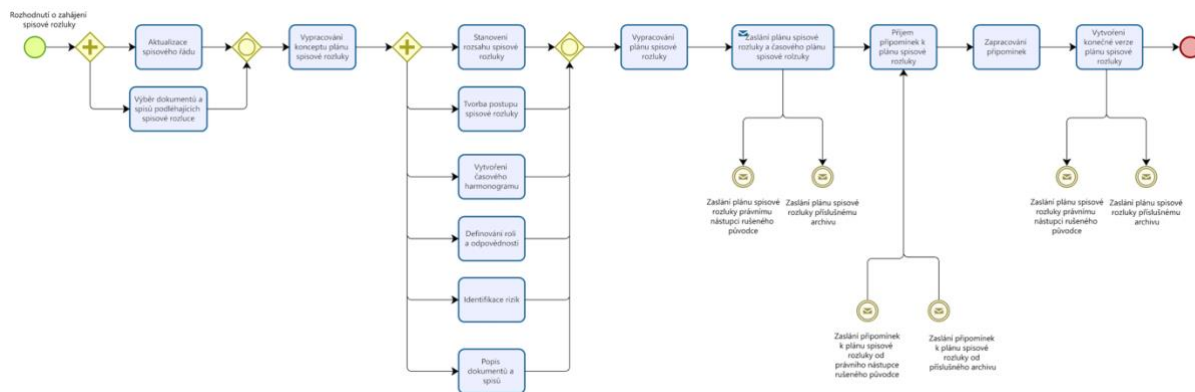 Rozhodnutí o zahájení
spisové rozluky
Aktualizace
spisového řádu
Výběr dokumentů a
spisů podléhajících
spisové rozluce
Vypracování
konceptu plánu
spisové rozluky
Stanovení
rozsahu spisové
rozluky
Tvorba postupu
spisové rozluky
Vytvoření
časového
harmonogramu
Definování rolí
a odpovědností
Identifikace rizik
Popis
dokumentů a
spisů
Vypracování
plánu spisové
rozluky
Zaslání plánu spisové
rozluky a časového plánu
spisové rolzuky
Zaslání plánu spisové
rozluky právnímu
nástupci rušeného
původce
Zaslání plánu spisové
rozluky příslušnému
archivu
Příjem
připomínek k
plánu spisové
rozluky
Zaslání připomínek
k plánu spisové
rozluky od
právního nástupce
rušeného původce
Zaslání připomínek
k plánu spisové
rozluky od
příslušného archivu
Zapracování
připomínek
Vytvoření
konečné verze
plánu spisové
rozluky
Zaslání plánu spisové
rozluky právnímu
nástupci rušeného
původce
Zaslání plánu spisové
rozluky příslušnému
archivu